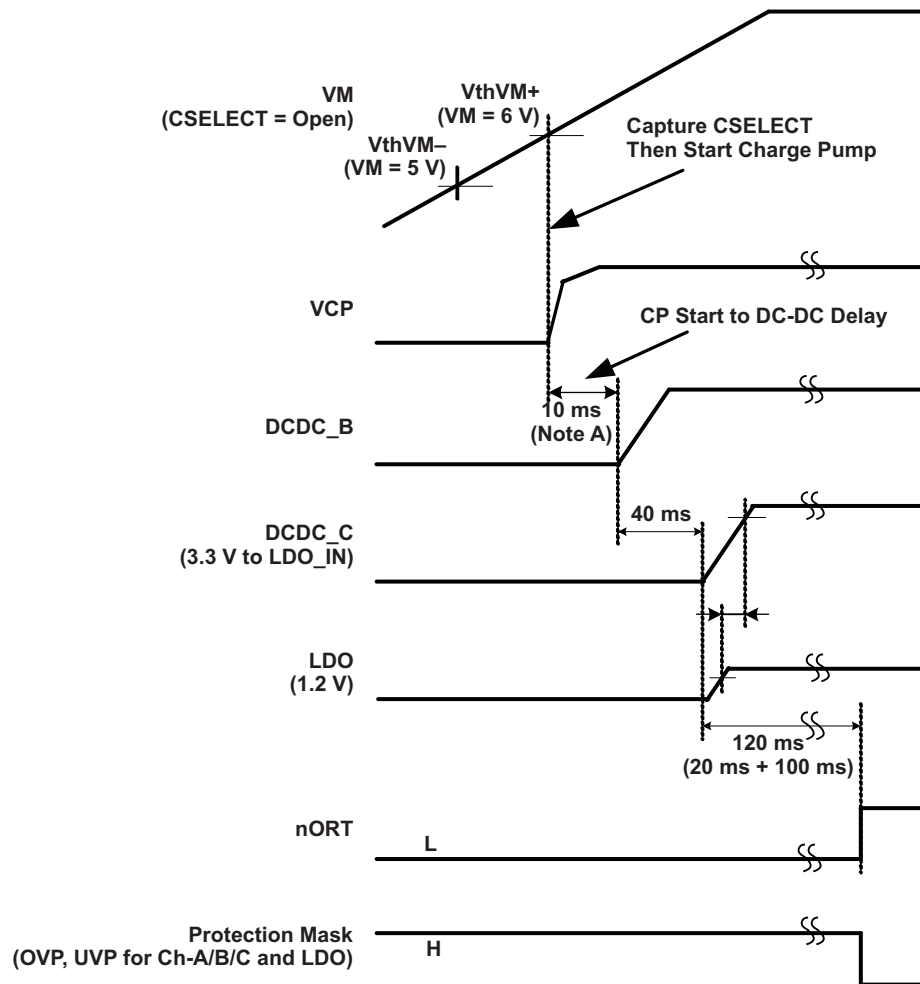 VM
(CSELECT = Open)
VthVM+
(VM = 6 V)
VthVM–
(VM = 5 V)
Capture CSELECT
Then Start Charge Pump
VCP
CP Start to DC-DC Delay
10 ms
(Note A)
DCDC_B
40 ms
DCDC_C
(3.3 V to LDO_IN)
LDO
(1.2 V)
120 ms
(20 ms + 100 ms)
nORT
L
Protection Mask
(OVP, UVP for Ch-A/B/C and LDO)
H